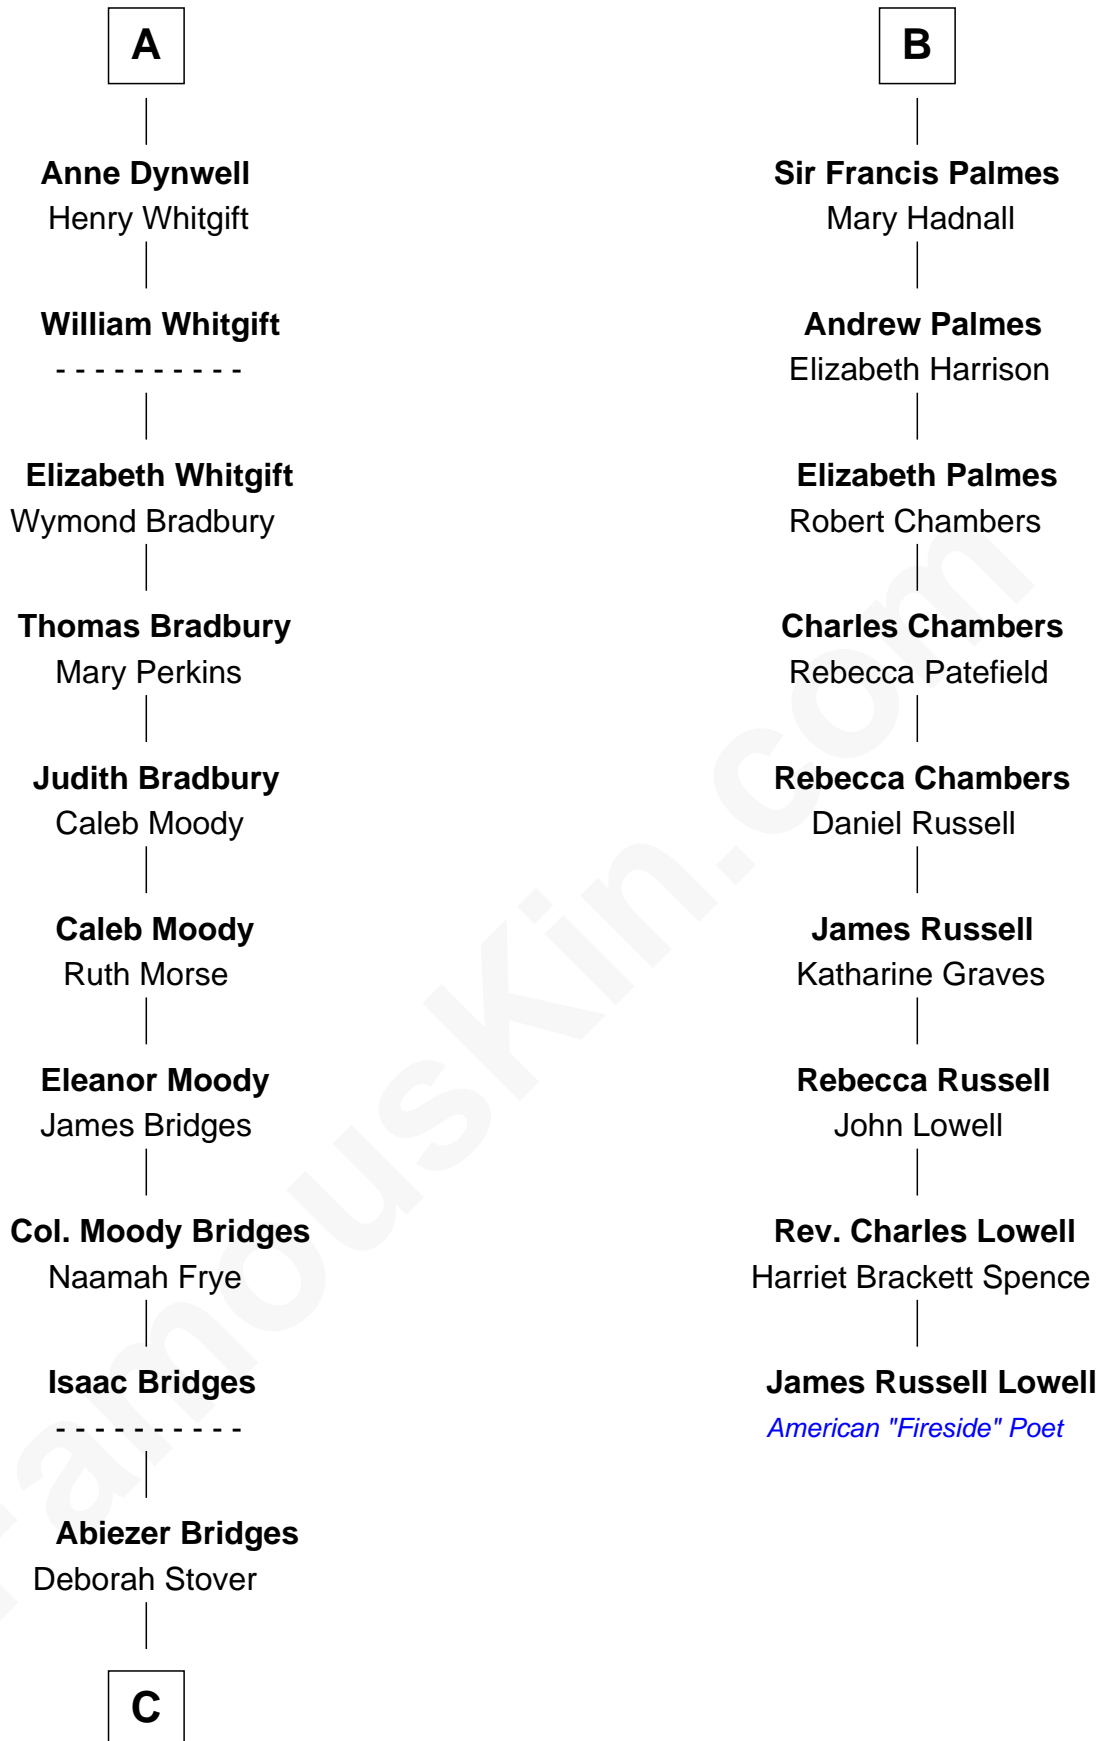 A
Anne Dynwell
Henry Whitgift
William Whitgift
- - - - - - - - - -
Elizabeth Whitgift
Wymond Bradbury
Thomas Bradbury
Mary Perkins
Judith Bradbury
Caleb Moody
Caleb Moody
Ruth Morse
Eleanor Moody
James Bridges
Col. Moody Bridges
Naamah Frye
Isaac Bridges
- - - - - - - - - -
Abiezer Bridges
Deborah Stover
C
B
Sir Francis Palmes
Mary Hadnall
Andrew Palmes
Elizabeth Harrison
Elizabeth Palmes
Robert Chambers
Charles Chambers
Rebecca Patefield
Rebecca Chambers
Daniel Russell
James Russell
Katharine Graves
Rebecca Russell
John Lowell
Rev. Charles Lowell
Harriet Brackett Spence
James Russell Lowell
American "Fireside" Poet
FamousKin.com